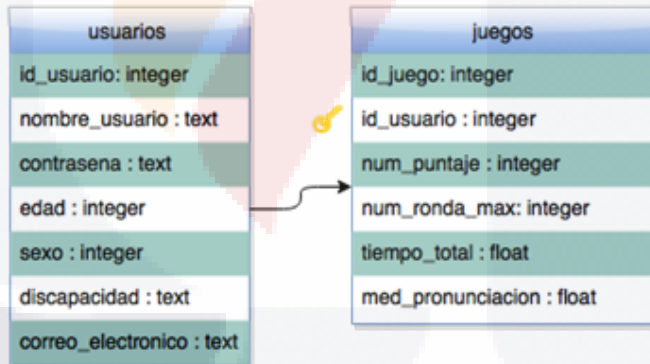 usuarios
id_usuario: integer
nombre_usuario : text
contrasena : text
edad : integer
sexo : integer
discapacidad : text
correo_electronico : text
juegos
id_juego: integer
id_usuario : integer
num_puntaje : integer
num_ronda_max: integer
tiempo_total : float
med_pronunciacion : float